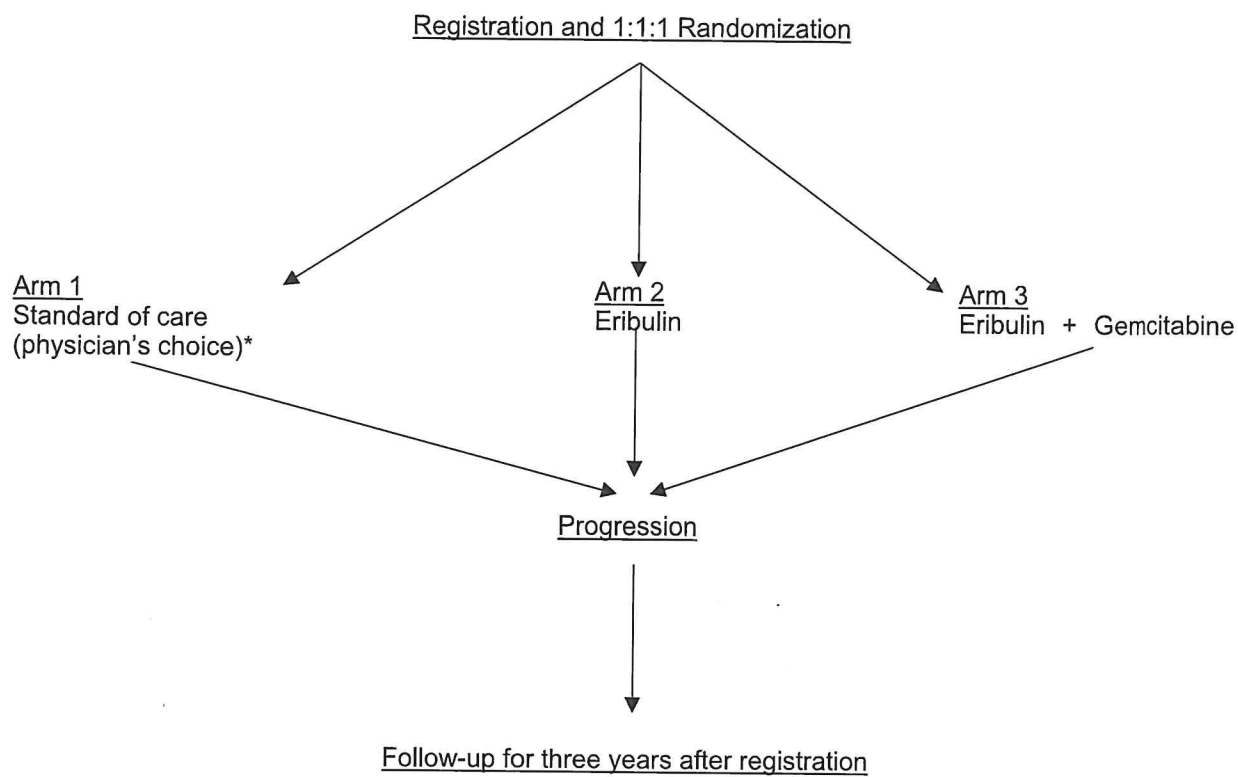 Registration and 1:1:1 Randomization
Arm 1
Standard of care
(physician's choice)*
Arm 2
Eribulin
Arm 3
Eribulin + Gemcitabine
Progression
Follow-up for three years after registration